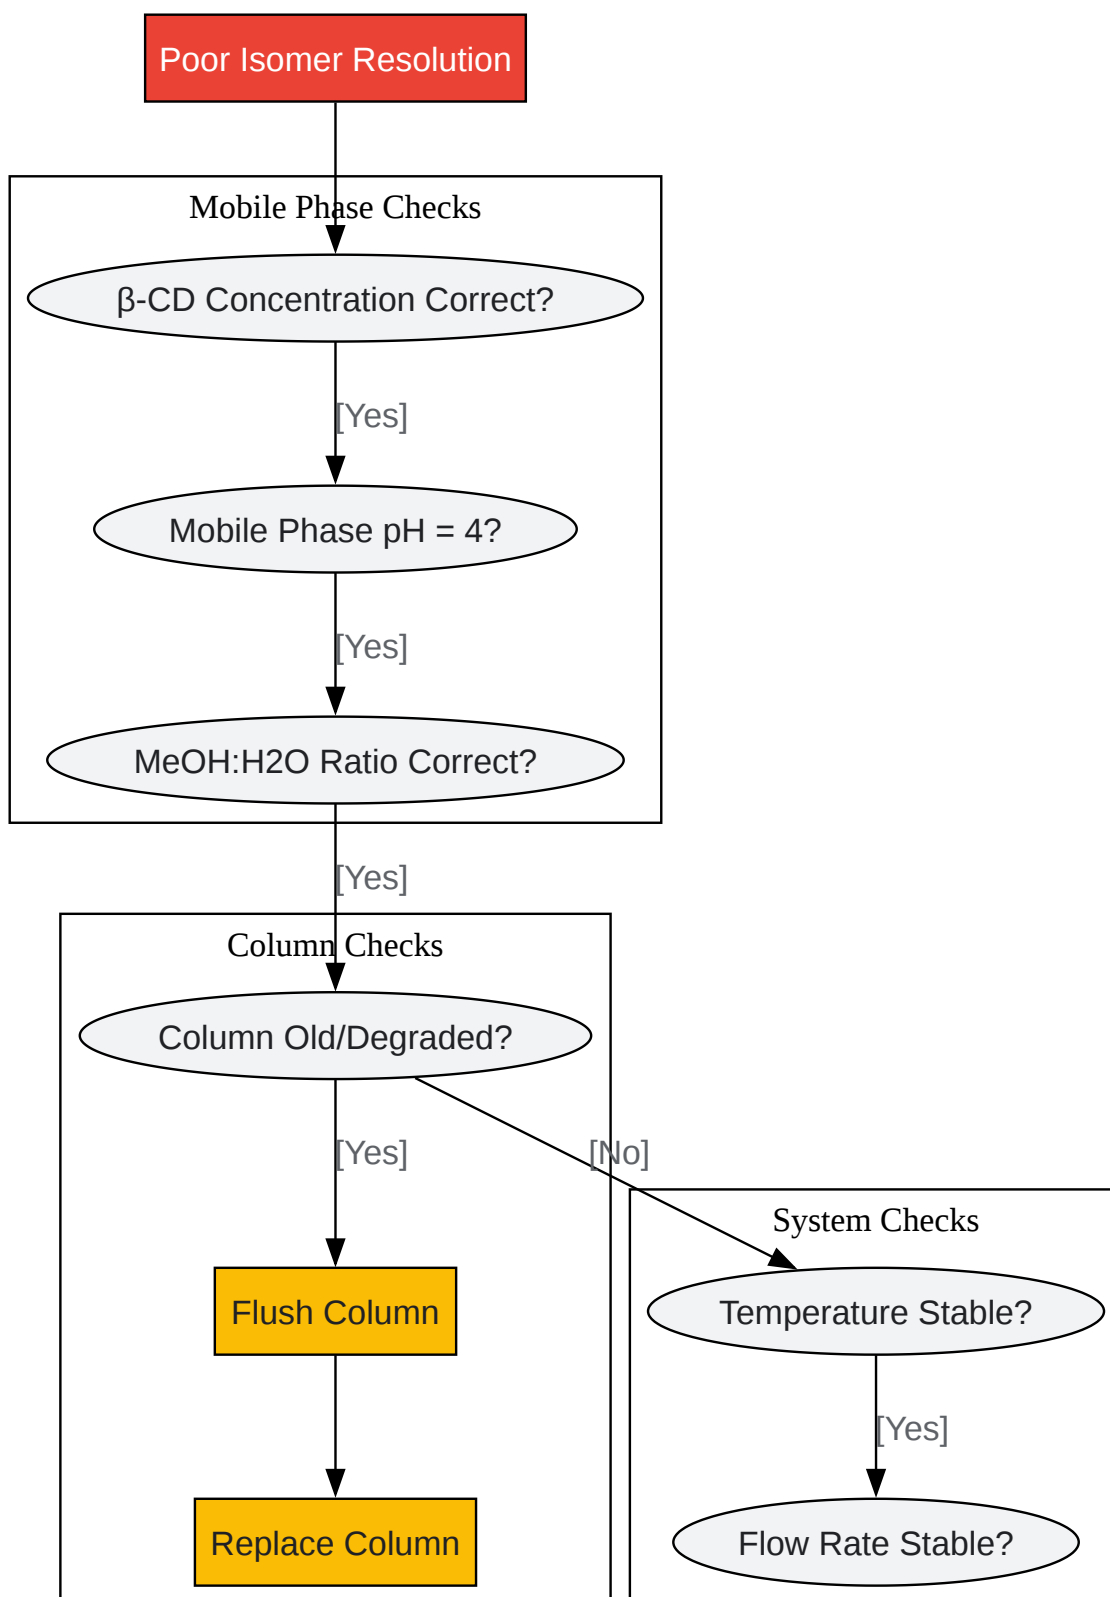 Poor Isomer Resolution
Mobile Phase Checks
β-CD Concentration Correct?
[Yes]
Mobile Phase pH = 4?
[Yes]
MeOH:H2O Ratio Correct?
[Yes]
Column Checks
Column Old/Degraded?
[Yes]
[No]
System Checks
Flush Column
Temperature Stable?
[Yes]
Replace Column
Flow Rate Stable?